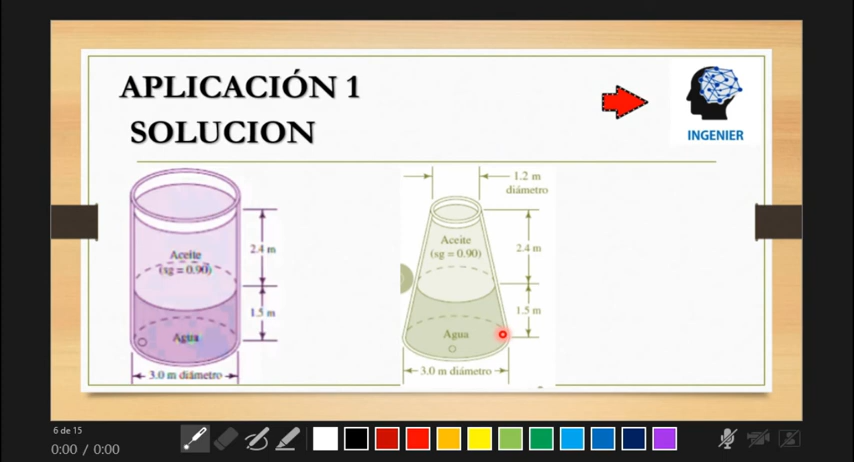 APLICACIÓN 1
SOLUCION
INGENIER
Aceite
(sg = 0.90)
Agua
2.4 m
1.5 m
3.0 m diámetro
1.2 m
diámetro
Aceite
(sg = 0.90)
Agua
2.4 m
1.5 m
3.0 m diámetro
6 de 15
0:00 / 0:00